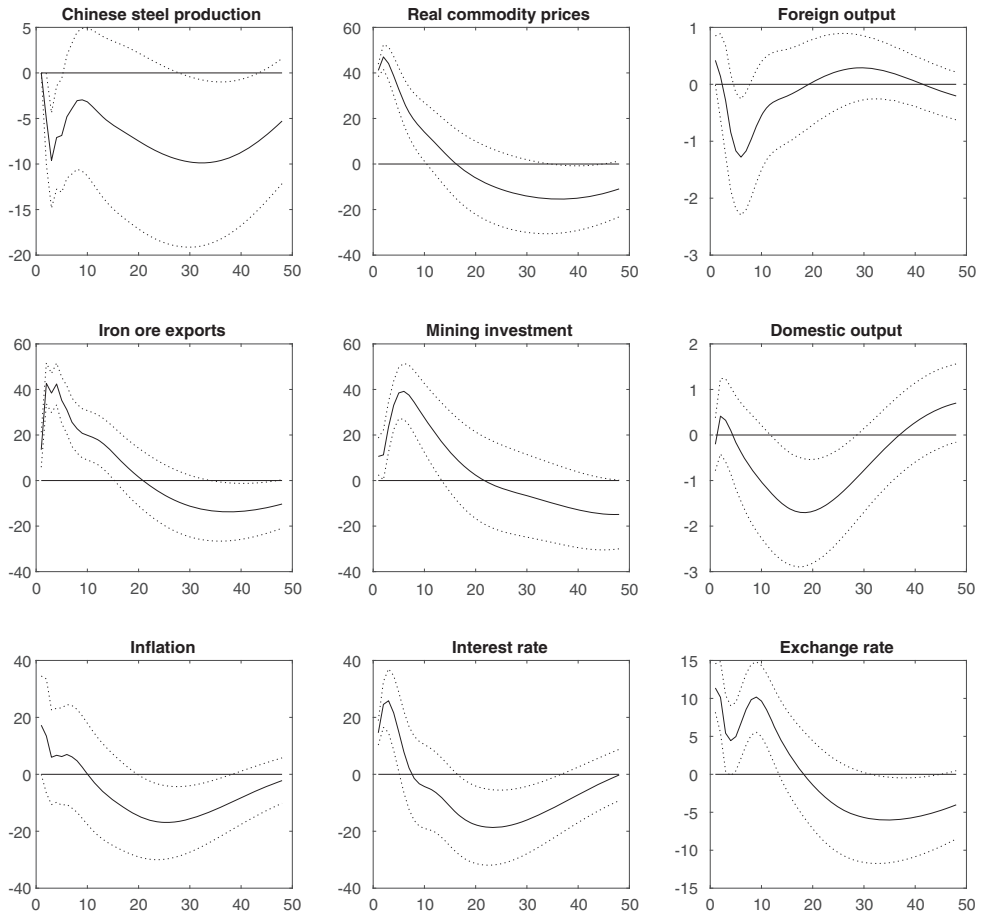 Chinese steel production
Real commodity prices
Foreign output
5
0
-5
-10
-15
-20
0 10 20 30 40 50
60
40
20
0
-20
-40
0 10 20 30 40 50
1
0
-1
-2
-3
0 10 20 30 40 50
Iron ore exports
Mining investment
Domestic output
60
40
20
0
-20
-40
0 10 20 30 40 50
60
40
20
0
-20
-40
0 10 20 30 40 50
2
1
0
-1
-2
-3
0 10 20 30 40 50
Inflation
Interest rate
Exchange rate
40
20
0
-20
-40
0 10 20 30 40 50
40
20
0
-20
-40
0 10 20 30 40 50
15
10
5
0
-5
-10
-15
0 10 20 30 40 50